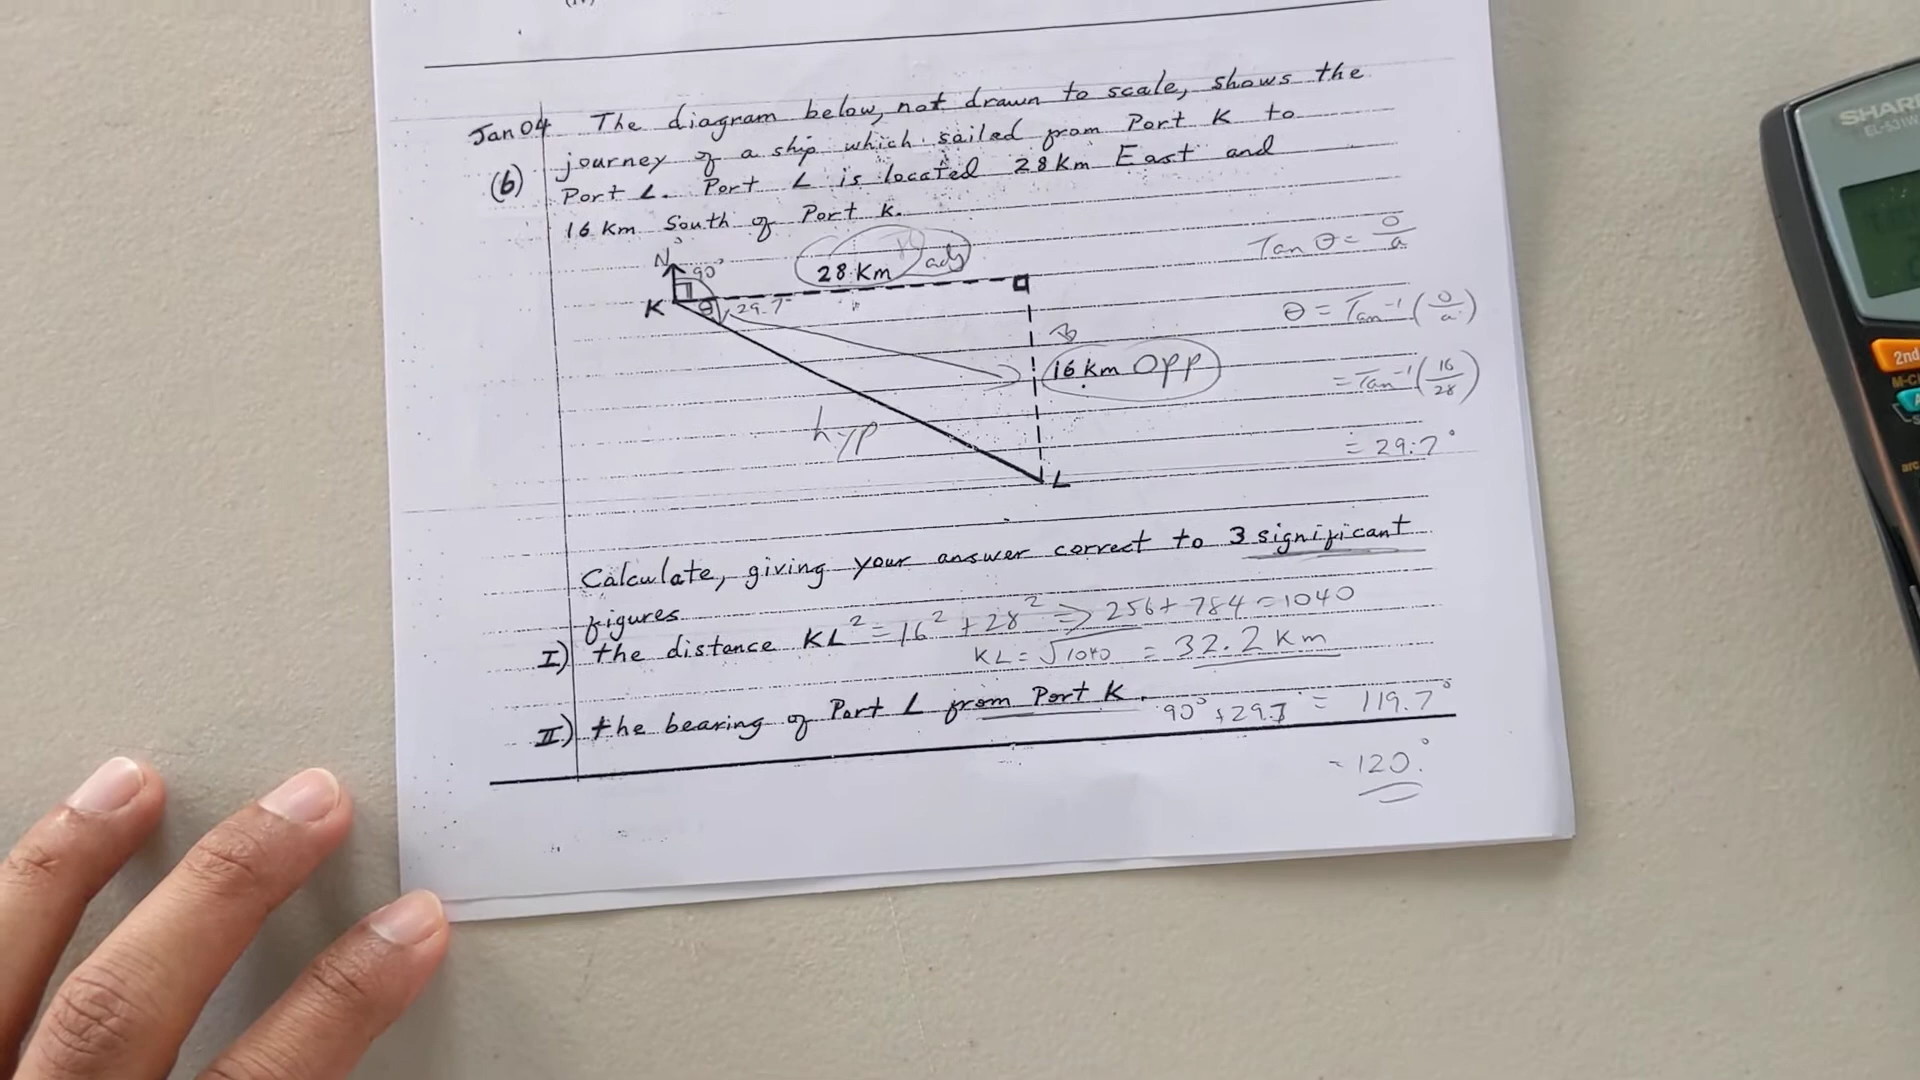 (iv)
Jan 04 The diagram below, not drawn to scale, shows the
(b) journey of a ship which sailed from Port K to
Port L. Port L is located 28 km East and
16 km South of Port K.
N
90°
28 Km adj
K
θ 29.7
16 km Opp
hyp
L
Tan θ = o/a
θ = Tan⁻¹(o/a)
= Tan⁻¹(16/28)
= 29.7°
Calculate, giving your answer correct to 3 significant
figures
I) the distance KL² = 16² + 28² => 256 + 784 = 1040
KL = √1040 = 32.2 Km
II) the bearing of Port L from Port K. 90° + 29.7 = 119.7°
= 120°
SHARP
2nd